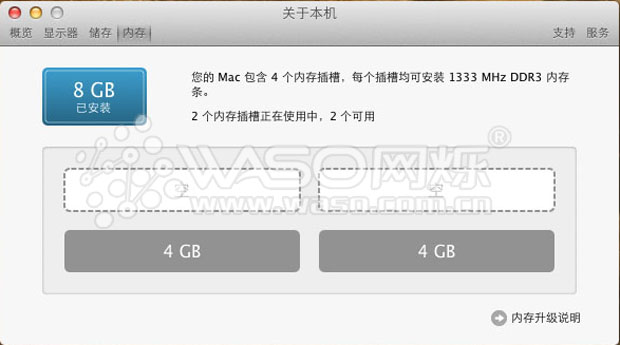 关于本机
概览 显示器 储存 内存 支持 服务
8 GB
已安装
您的 Mac 包含 4 个内存插槽，每个插槽均可安装 1333 MHz DDR3 内存
条。
2 个内存插槽正在使用中，2 个可用
WASO网烁®
空 空
www.waso.com.cn
4 GB 4 GB
内存升级说明